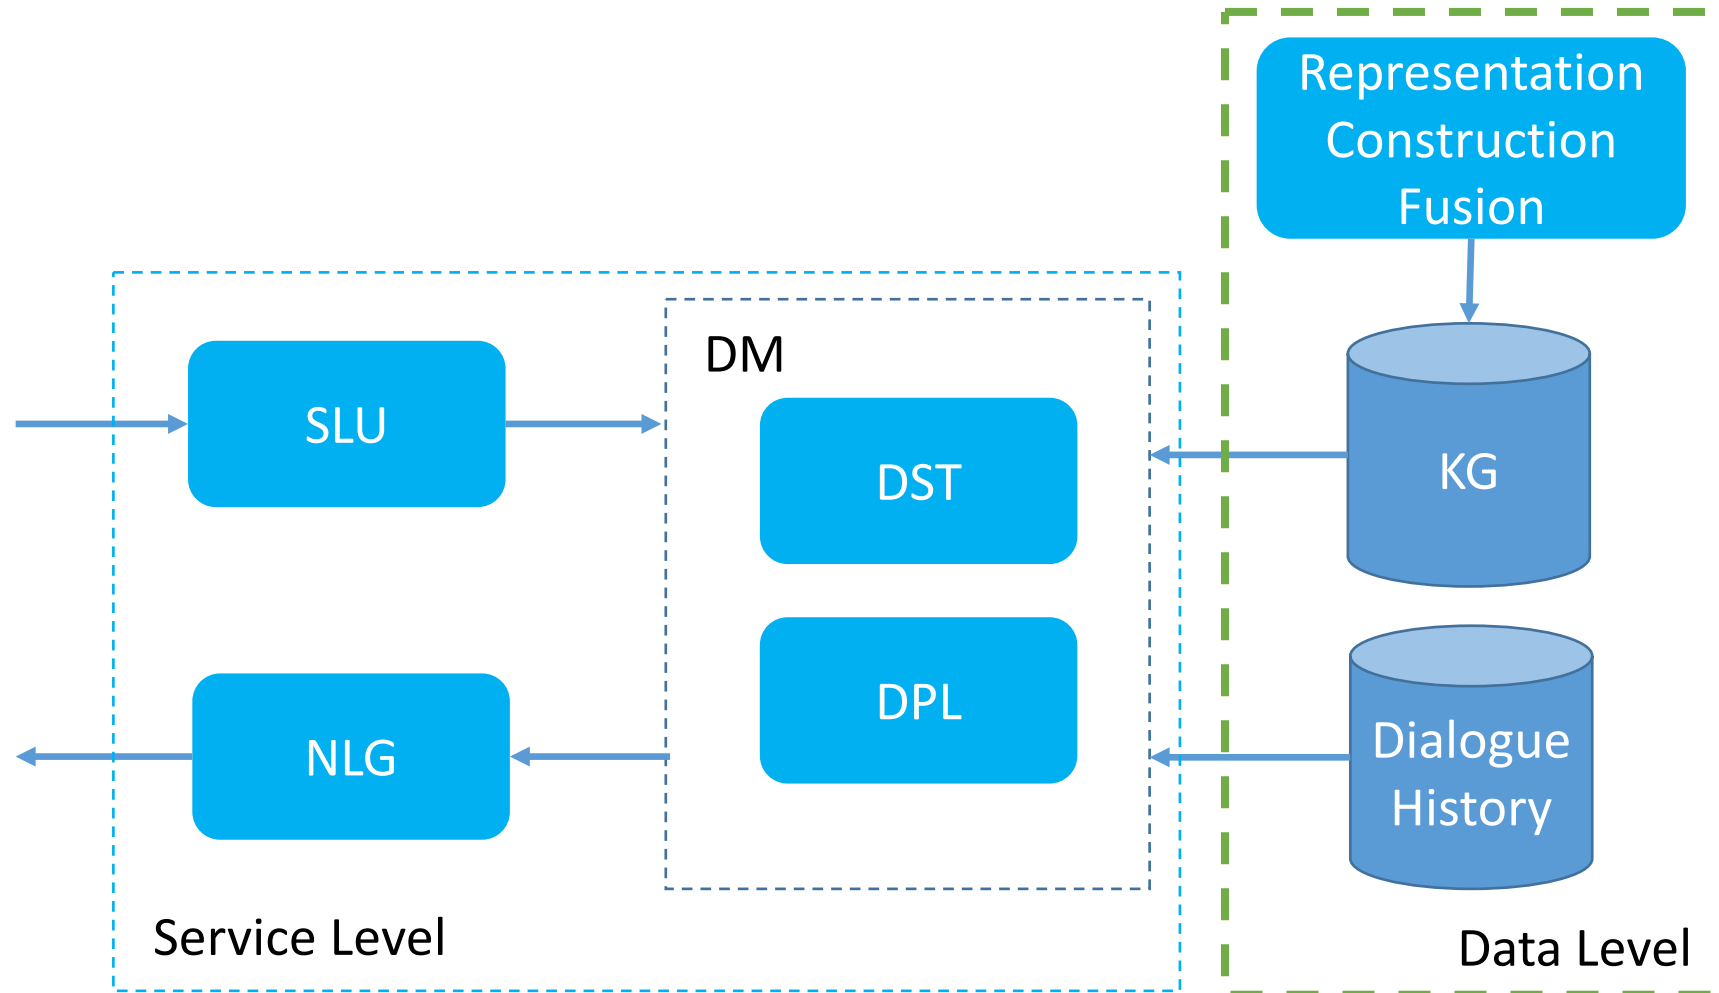 Representation
Construction
Fusion
DM
SLU
DST
KG
DPL
NLG
Dialogue
History
Service Level
Data Level